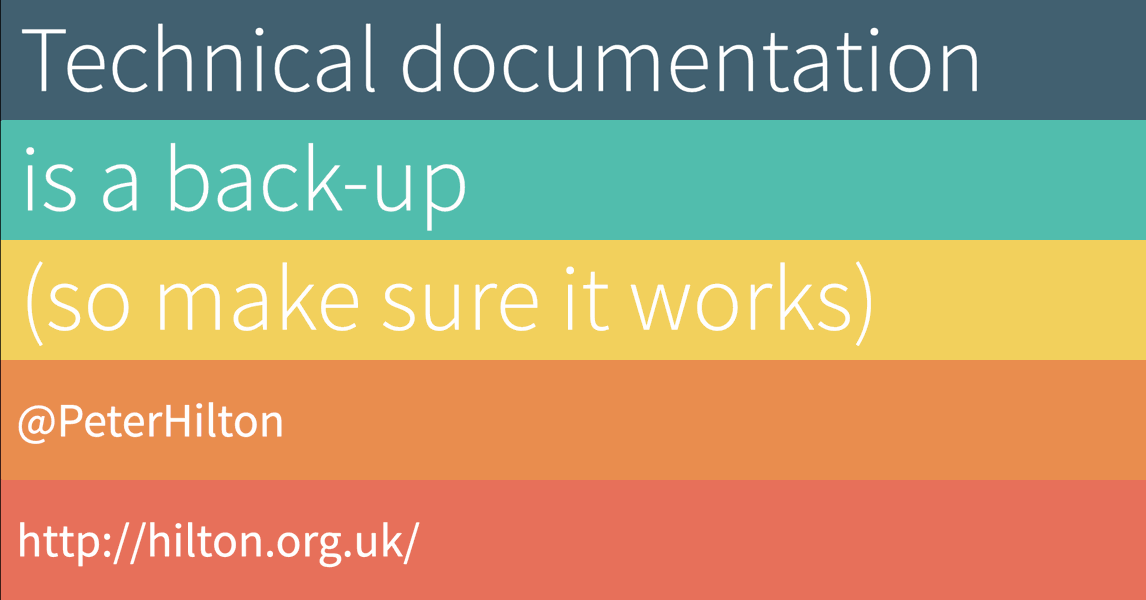 Technical documentation
is a back-up
(so make sure it works)
@PeterHilton
http://hilton.org.uk/